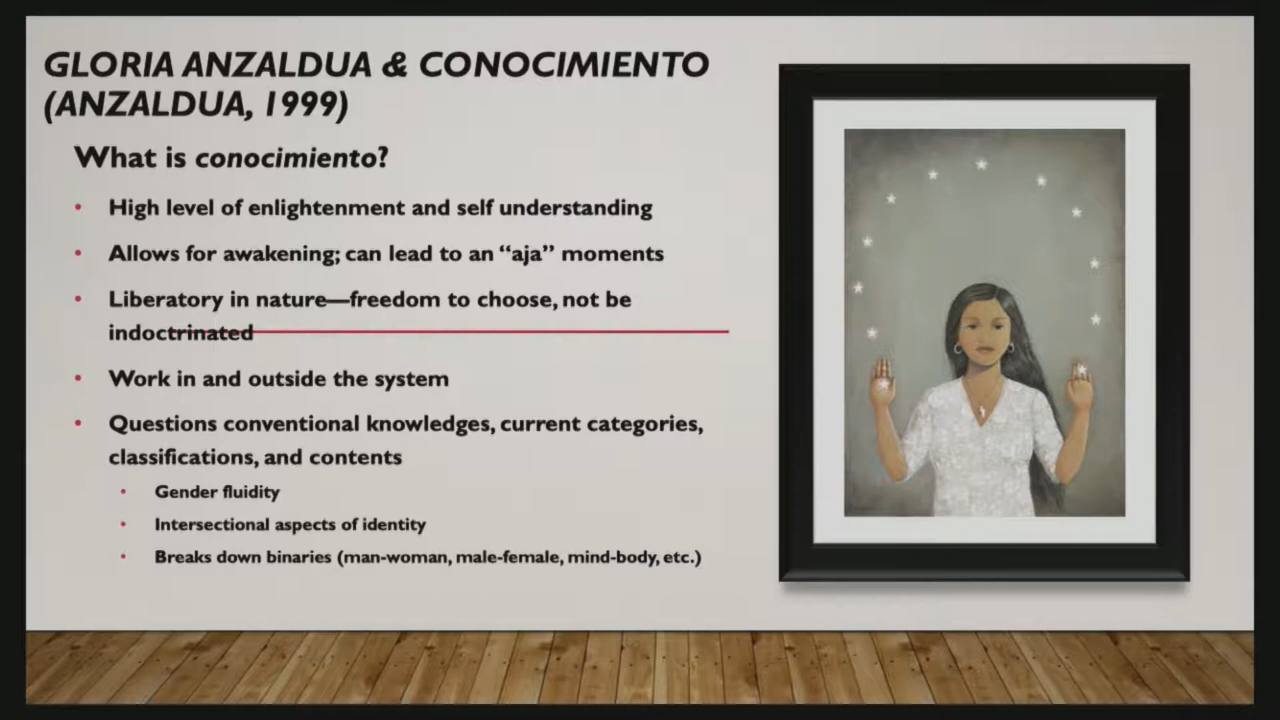 GLORIA ANZALDUA & CONOCIMIENTO
(ANZALDUA, 1999)
What is conocimiento?
• High level of enlightenment and self understanding
• Allows for awakening; can lead to an “aja” moments
• Liberatory in nature—freedom to choose, not be
indoctrinated
• Work in and outside the system
• Questions conventional knowledges, current categories,
classifications, and contents
• Gender fluidity
• Intersectional aspects of identity
• Breaks down binaries (man-woman, male-female, mind-body, etc.)